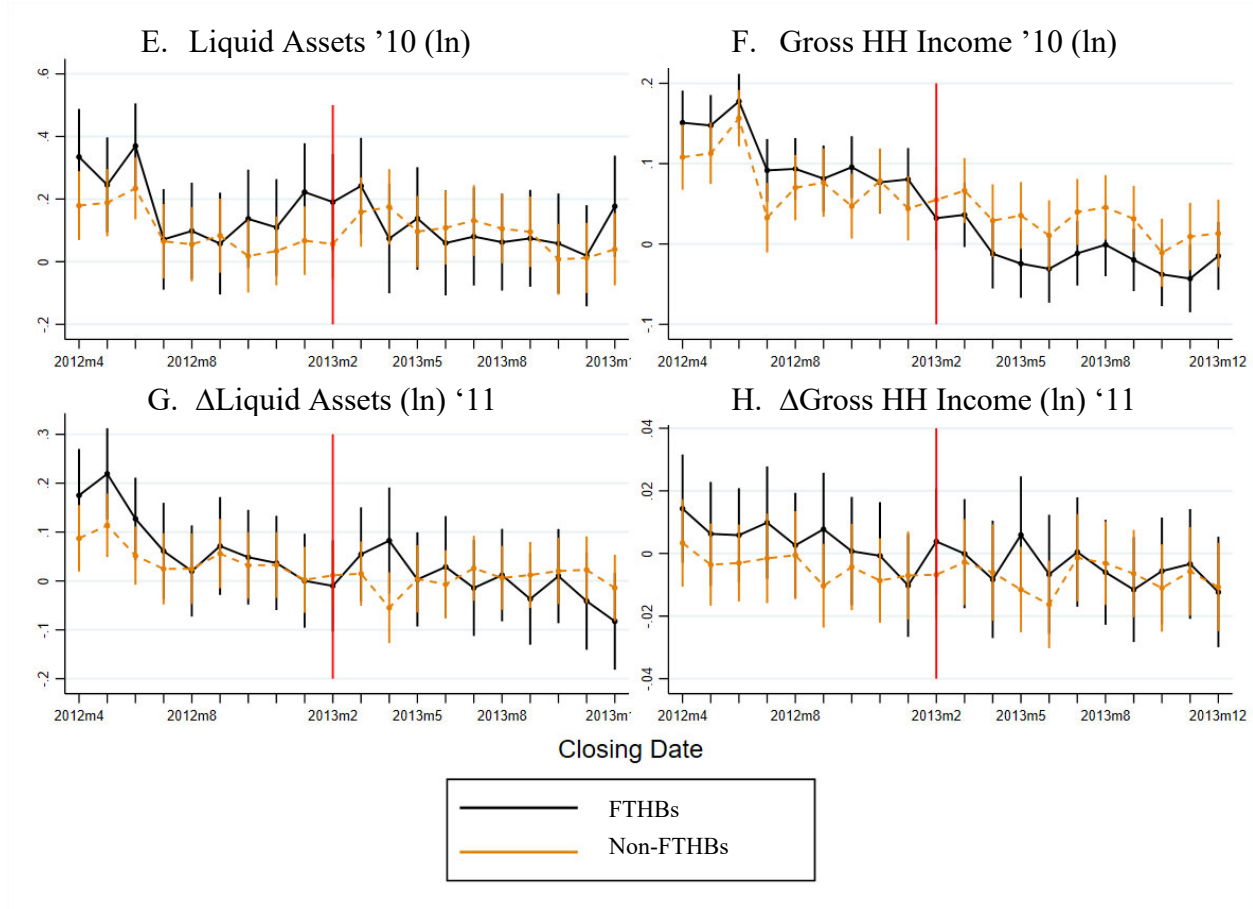 E. Liquid Assets ’10 (ln)
F. Gross HH Income ’10 (ln)
.6
.4
.2
0
-.2
2012m4 2012m8 2013m2 2013m5 2013m8 2013m1
.2
.1
0
-.1
2012m4 2012m8 2013m2 2013m5 2013m8 2013m12
G. ΔLiquid Assets (ln) ‘11
H. ΔGross HH Income (ln) ‘11
.3
.2
.1
0
-.1
-.2
2012m4 2012m8 2013m2 2013m5 2013m8 2013m1
.04
.02
0
-.02
-.04
2012m4 2012m8 2013m2 2013m5 2013m8 2013m12
Closing Date
FTHBs
Non-FTHBs